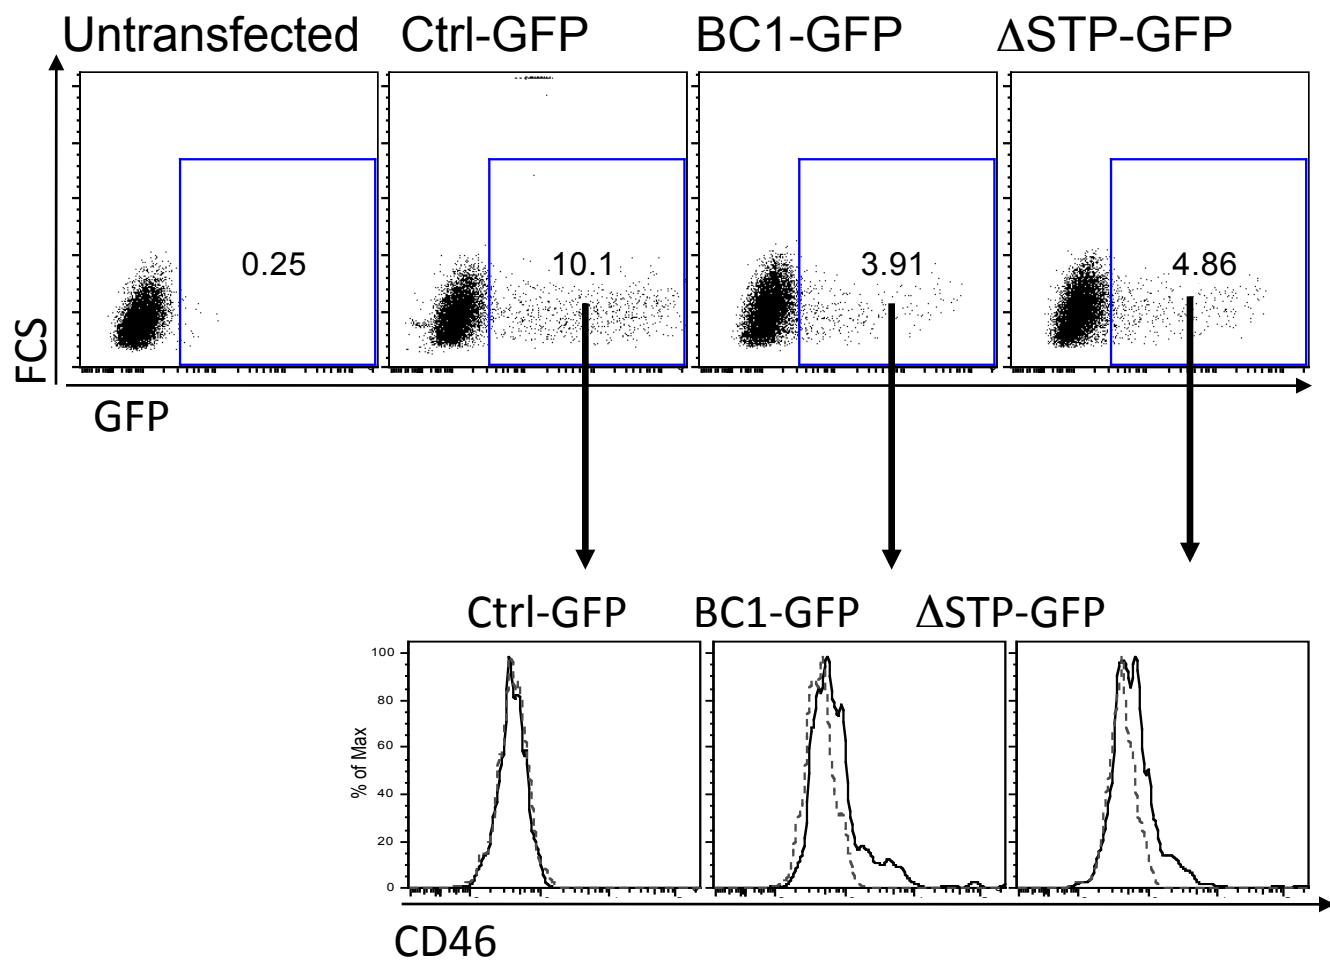 Untransfected Ctrl-GFP BC1-GFP ΔSTP-GFP
0.25 10.1 3.91 4.86
FCS
GFP
Ctrl-GFP BC1-GFP ΔSTP-GFP
100
80
60
40
20
0
% of Max
CD46